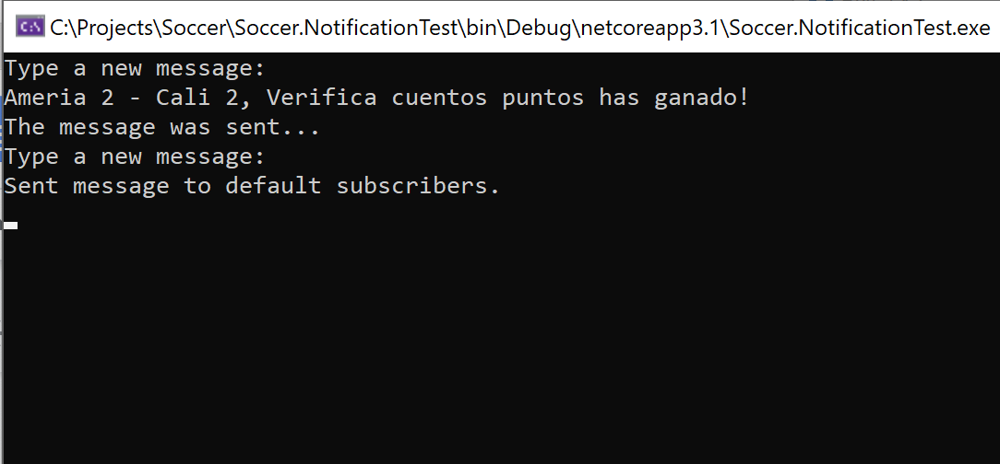 C:\Projects\Soccer\Soccer.NotificationTest\bin\Debug\netcoreapp3.1\Soccer.NotificationTest.exe
Type a new message:
Ameria 2 - Cali 2, Verifica cuentos puntos has ganado!
The message was sent...
Type a new message:
Sent message to default subscribers.